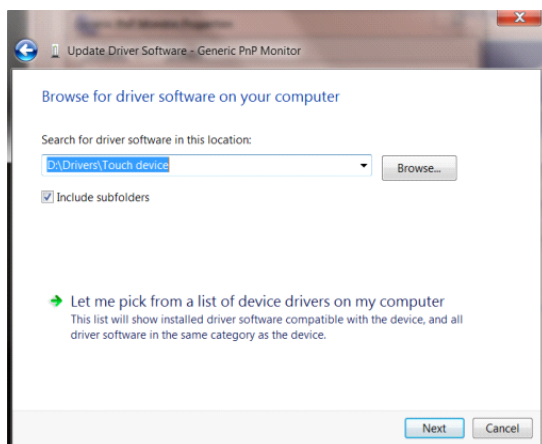 Update Driver Software - Generic PnP Monitor
Browse for driver software on your computer
Search for driver software in this location:
D:\Drivers\Touch device
Browse...
Include subfolders
Let me pick from a list of device drivers on my computer
This list will show installed driver software compatible with the device, and all
driver software in the same category as the device.
Next
Cancel